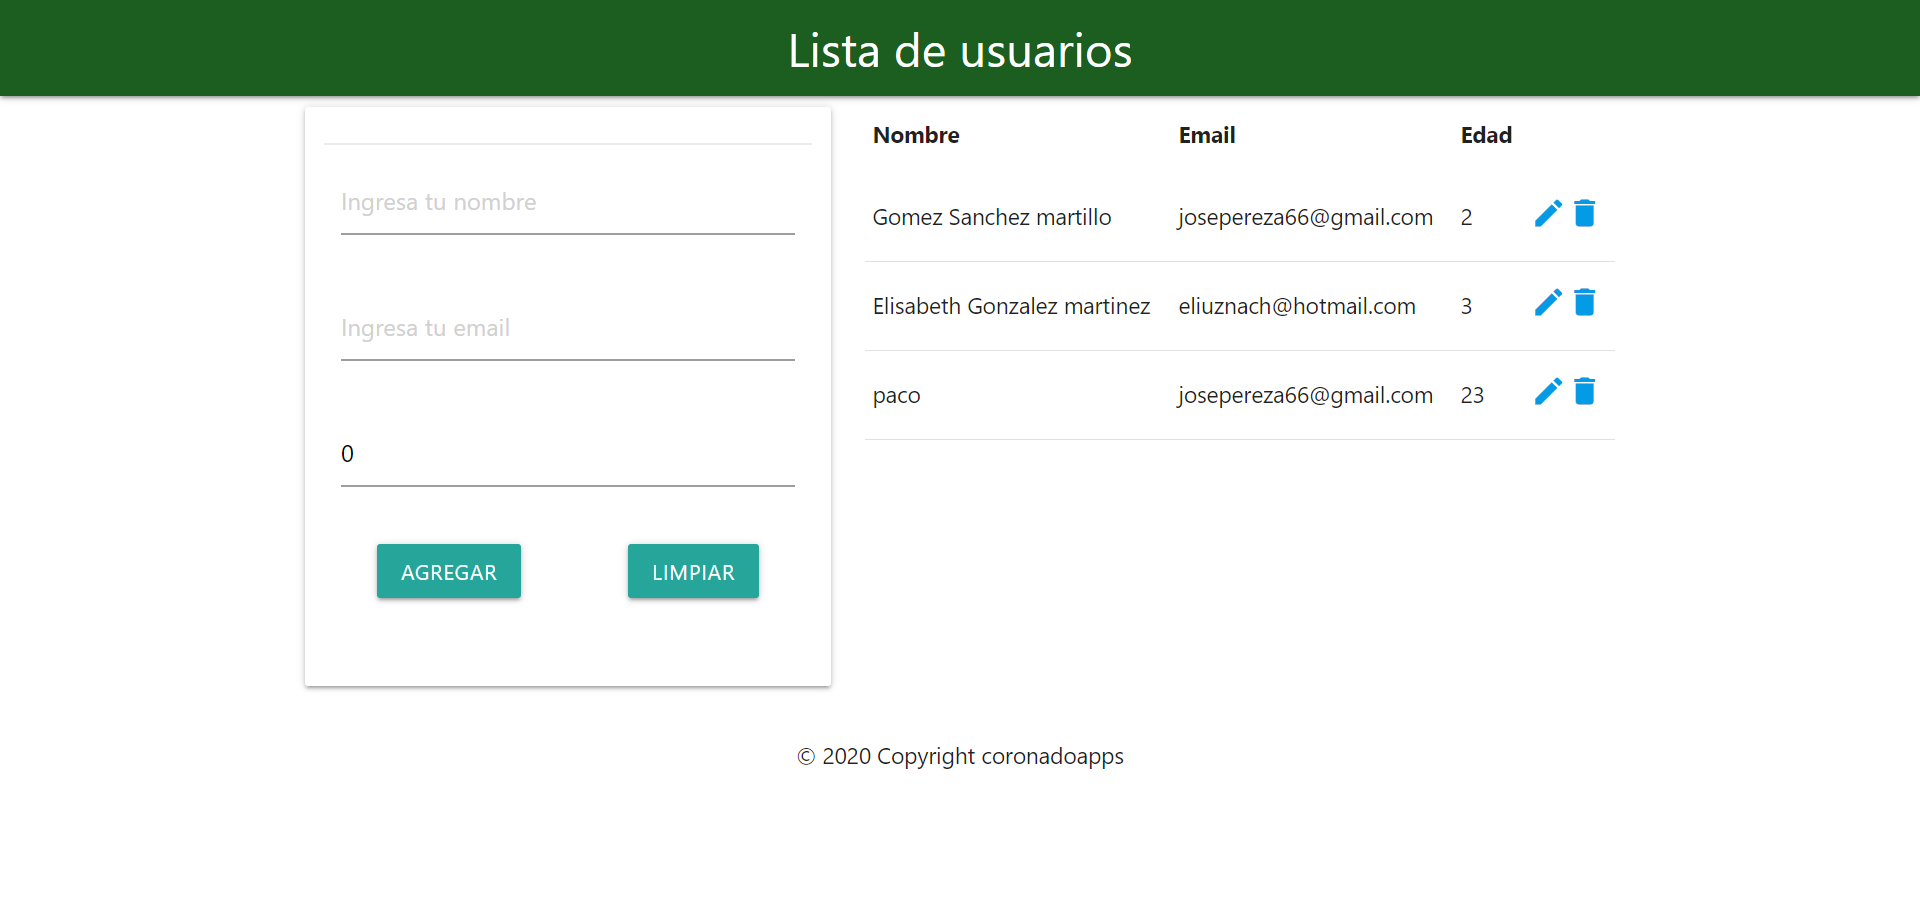 Lista de usuarios
Ingresa tu nombre
Ingresa tu email
0
AGREGAR LIMPIAR
Nombre Email Edad
Gomez Sanchez martillo josepereza66@gmail.com 2
Elisabeth Gonzalez martinez eliuznach@hotmail.com 3
paco josepereza66@gmail.com 23
© 2020 Copyright coronadoapps